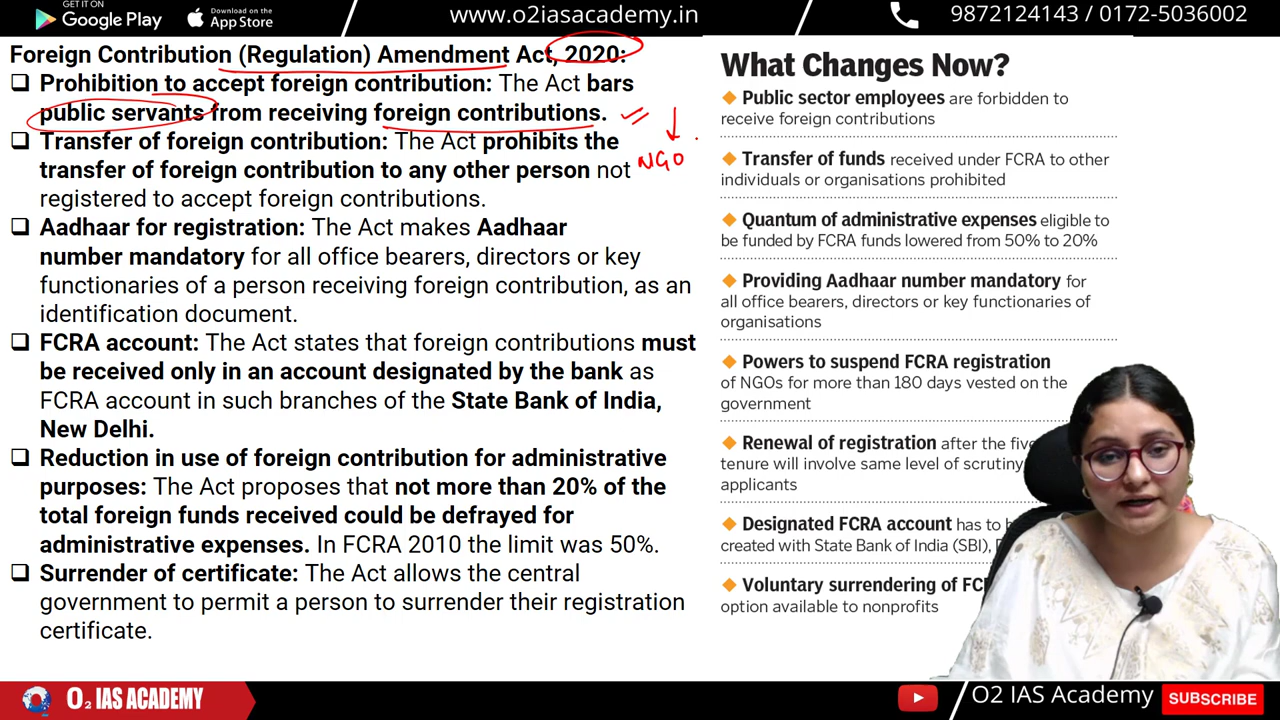 GET IT ON
Google Play
Download on the
App Store
www.o2iasacademy.in
9872124143 / 0172-5036002
Foreign Contribution (Regulation) Amendment Act, 2020:
❑ Prohibition to accept foreign contribution: The Act bars
public servants from receiving foreign contributions.
❑ Transfer of foreign contribution: The Act prohibits the
transfer of foreign contribution to any other person not
registered to accept foreign contributions.
❑ Aadhaar for registration: The Act makes Aadhaar
number mandatory for all office bearers, directors or key
functionaries of a person receiving foreign contribution, as an
identification document.
❑ FCRA account: The Act states that foreign contributions must
be received only in an account designated by the bank as
FCRA account in such branches of the State Bank of India,
New Delhi.
❑ Reduction in use of foreign contribution for administrative
purposes: The Act proposes that not more than 20% of the
total foreign funds received could be defrayed for
administrative expenses. In FCRA 2010 the limit was 50%.
❑ Surrender of certificate: The Act allows the central
government to permit a person to surrender their registration
certificate.
NGO
What Changes Now?
◆ Public sector employees are forbidden to
receive foreign contributions
◆ Transfer of funds received under FCRA to other
individuals or organisations prohibited
◆ Quantum of administrative expenses eligible to
be funded by FCRA funds lowered from 50% to 20%
◆ Providing Aadhaar number mandatory for
all office bearers, directors or key functionaries of
organisations
◆ Powers to suspend FCRA registration
of NGOs for more than 180 days vested on the
government
◆ Renewal of registration after the five
tenure will involve same level of scrutiny
applicants
◆ Designated FCRA account has to
created with State Bank of India (SBI),
◆ Voluntary surrendering of
option available to nonprofits
O2 IAS ACADEMY
O2 IAS Academy
SUBSCRIBE